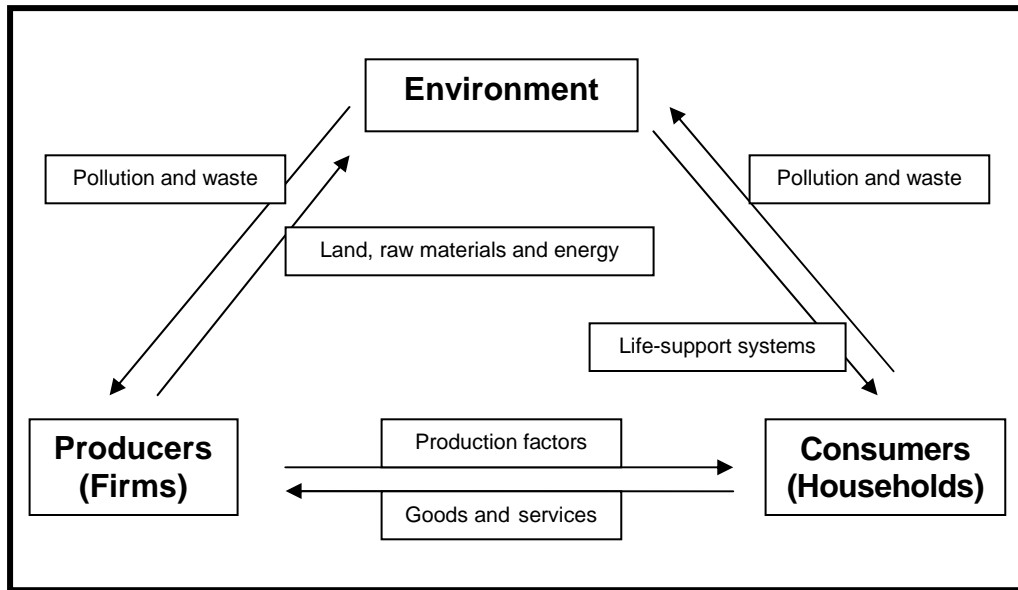 Environment
Pollution and waste
Pollution and waste
Land, raw materials and energy
Life-support systems
Producers
(Firms)
Production factors
Goods and services
Consumers
(Households)